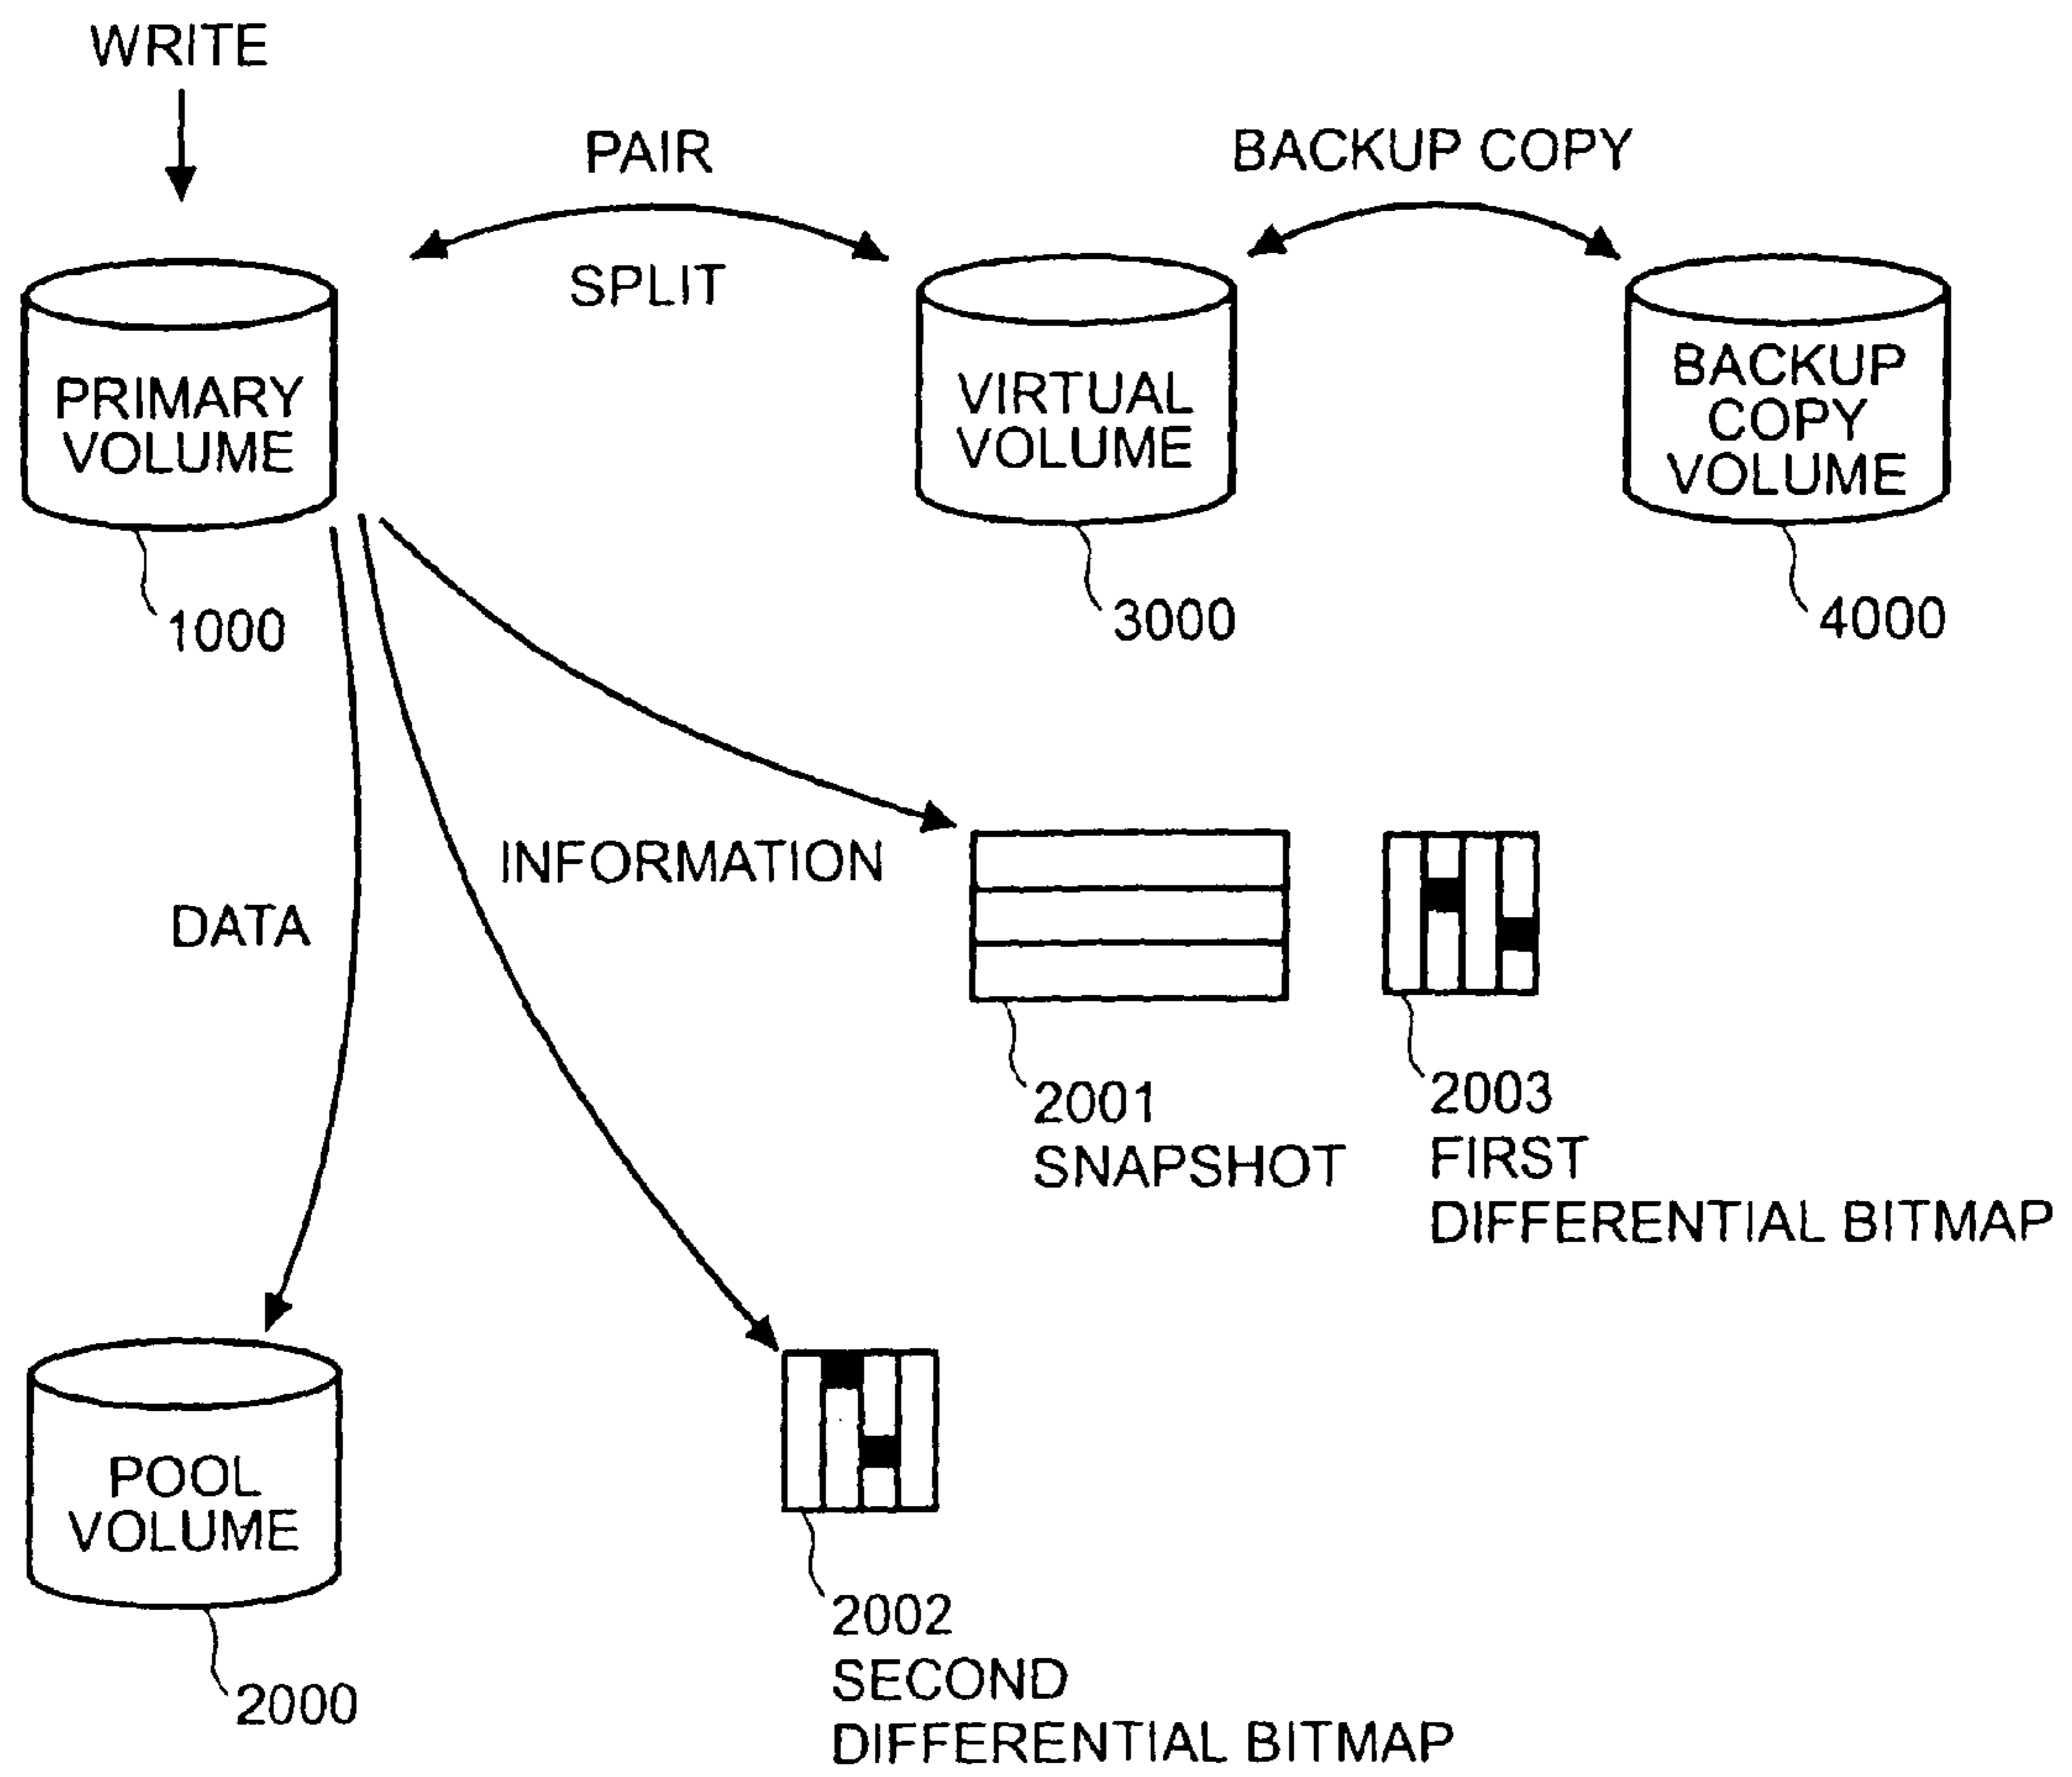 WRITE
PAIR
BACKUP COPY
SPLIT
PRIMARY
VOLUME
VIRTUAL
VOLUME
BACKUP
COPY
VOLUME
1000
3000
4000
INFORMATION
DATA
2001
SNAPSHOT
2003
FIRST
DIFFERENTIAL BITMAP
POOL
VOLUME
2000
2002
SECOND
DIFFERENTIAL BITMAP